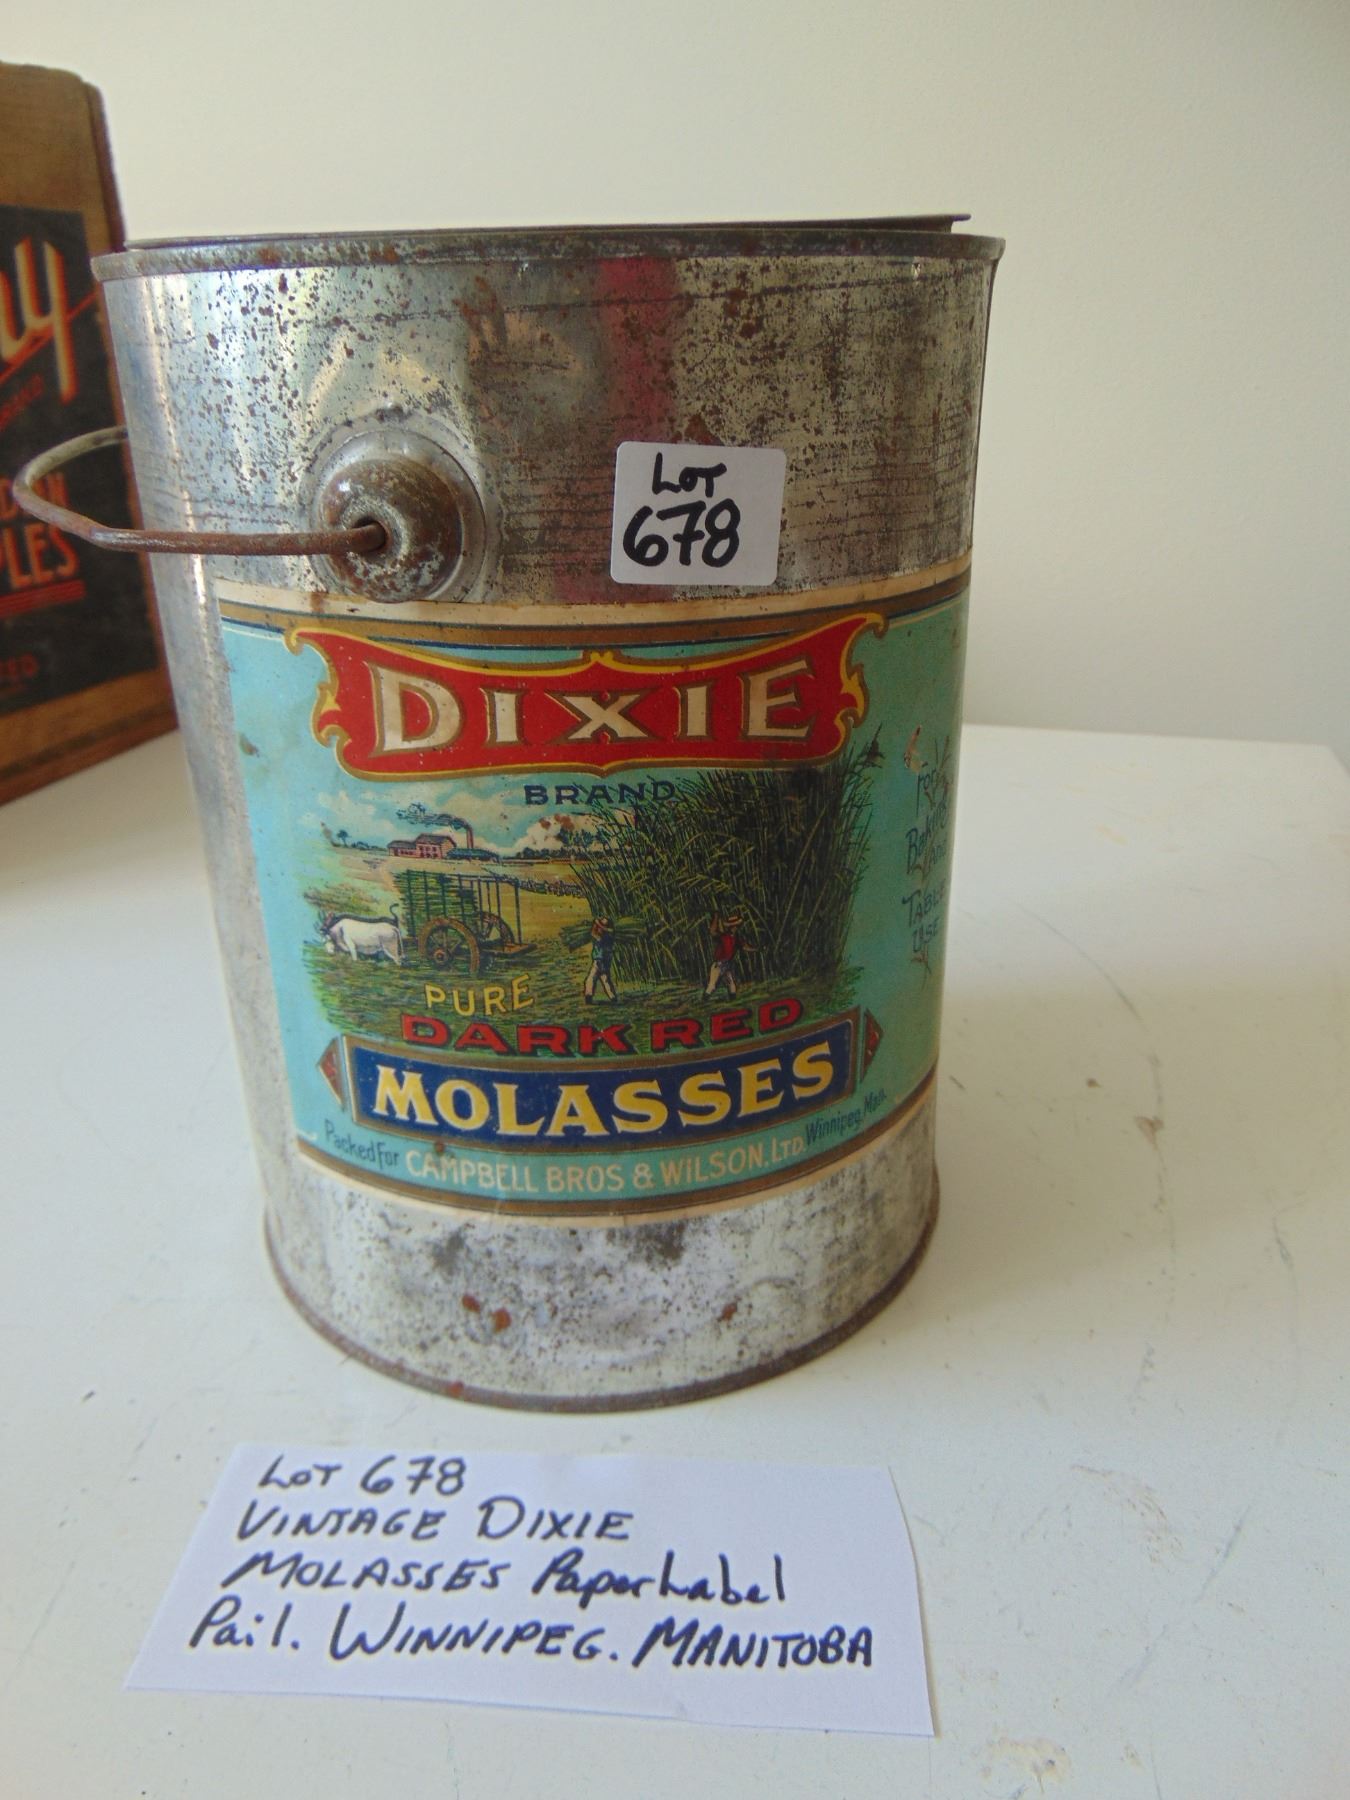 Lot
678
DIXIE
BRAND
PURE
DARK RED
MOLASSES
Packed For CAMPBELL BROS & WILSON. LTD. Winnipeg, Man.
For
Baking
AND
TABLE
USE
Lot 678
VINTAGE DIXIE
MOLASSES Paper Label
Pail. WINNIPEG. MANITOBA